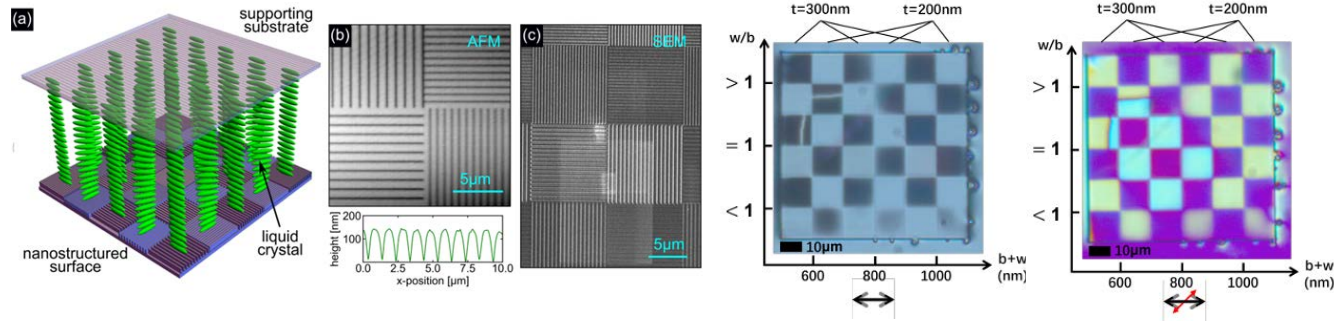 (a)
supporting
substrate
nanostructured
surface
liquid
crystal
(b)
AFM
5μm
height [nm]
200
100
0.0
2.5
5.0
7.5
10.0
x-position [μm]
(c)
SEM
5μm
t=300nm
t=200nm
w/b
> 1
= 1
< 1
10μm
600
800
1000
b+w
(nm)
t=300nm
t=200nm
w/b
> 1
= 1
< 1
10μm
600
800
1000
b+w
(nm)